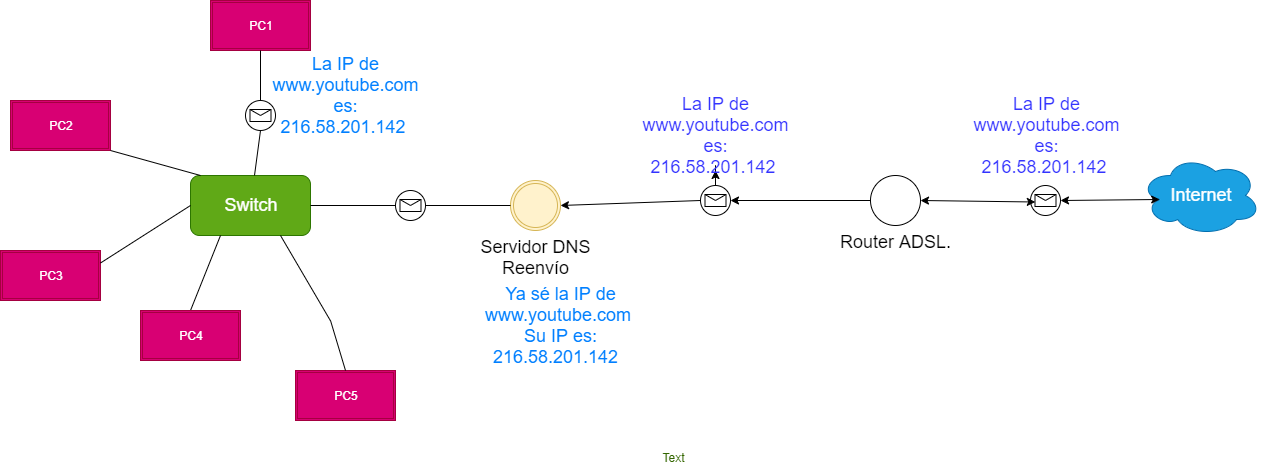 PC1
La IP de
www.youtube.com
es:
216.58.201.142
PC2
La IP de
www.youtube.com
es:
216.58.201.142
La IP de
www.youtube.com
es:
216.58.201.142
Internet
Switch
Servidor DNS
Reenvío
Router ADSL.
PC3
Ya sé la IP de
www.youtube.com
Su IP es:
216.58.201.142
PC4
PC5
Text